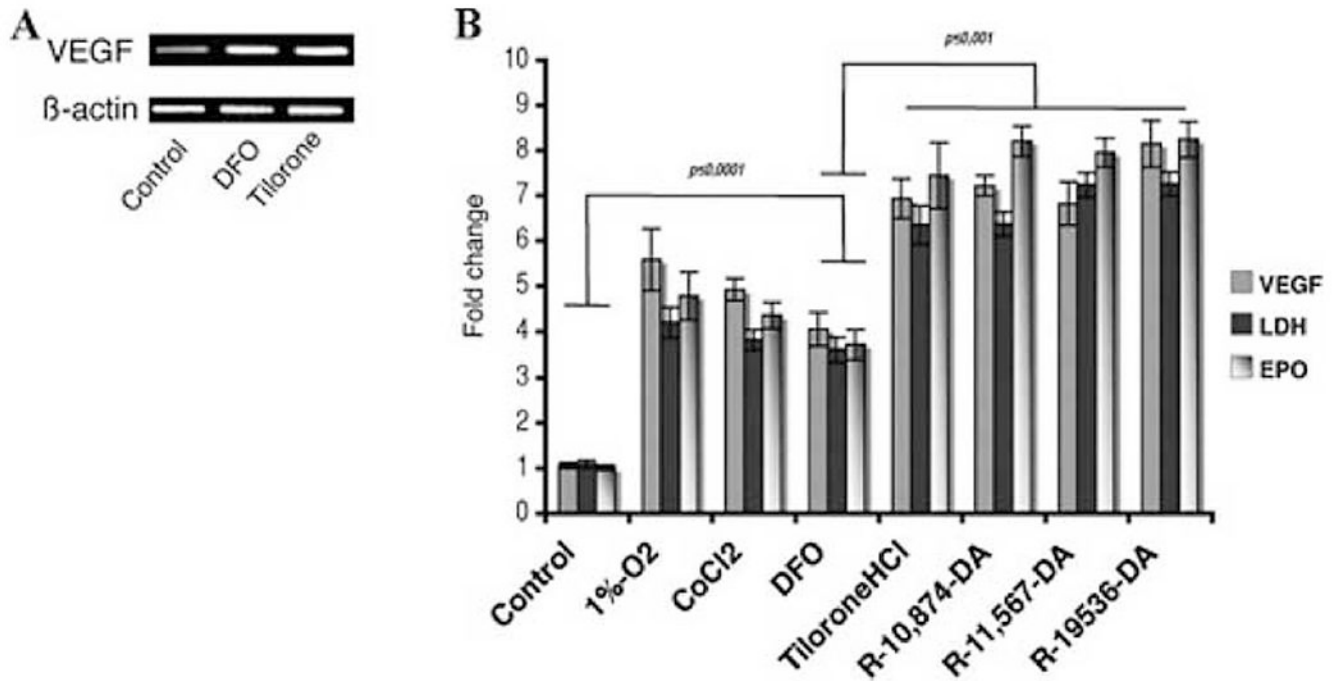 A
VEGF
ß-actin
Control
DFO
Tilorone
B
p≤0,001
p≤0,0001
Fold change
10
9
8
7
6
5
4
3
2
1
0
Control
1%-O2
CoCl2
DFO
TiloroneHCl
R-10,874-DA
R-11,567-DA
R-19536-DA
VEGF
LDH
EPO